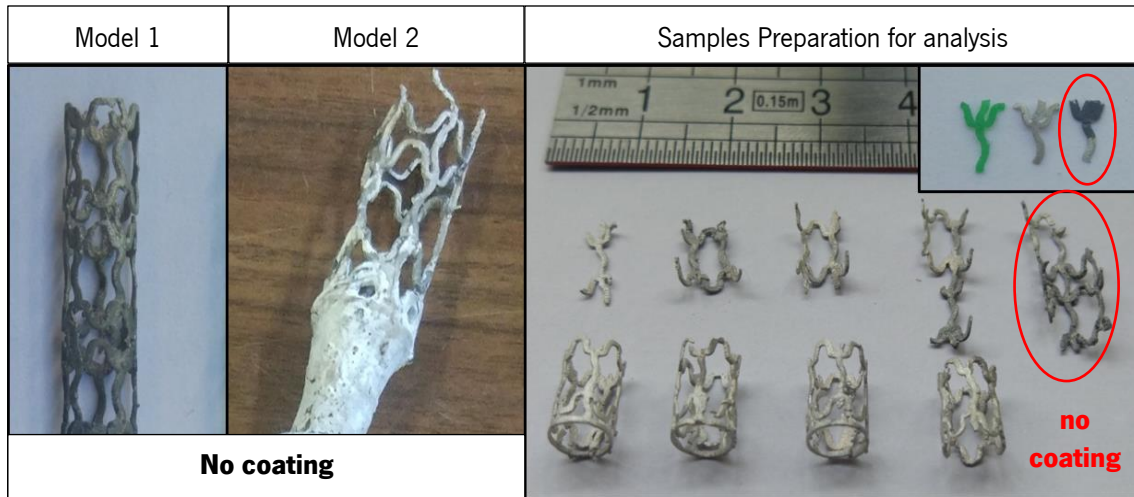 Model 1
Model 2
Samples Preparation for analysis
1mm
1/2mm
1 2 0.15m 3 4
no
coating
No coating